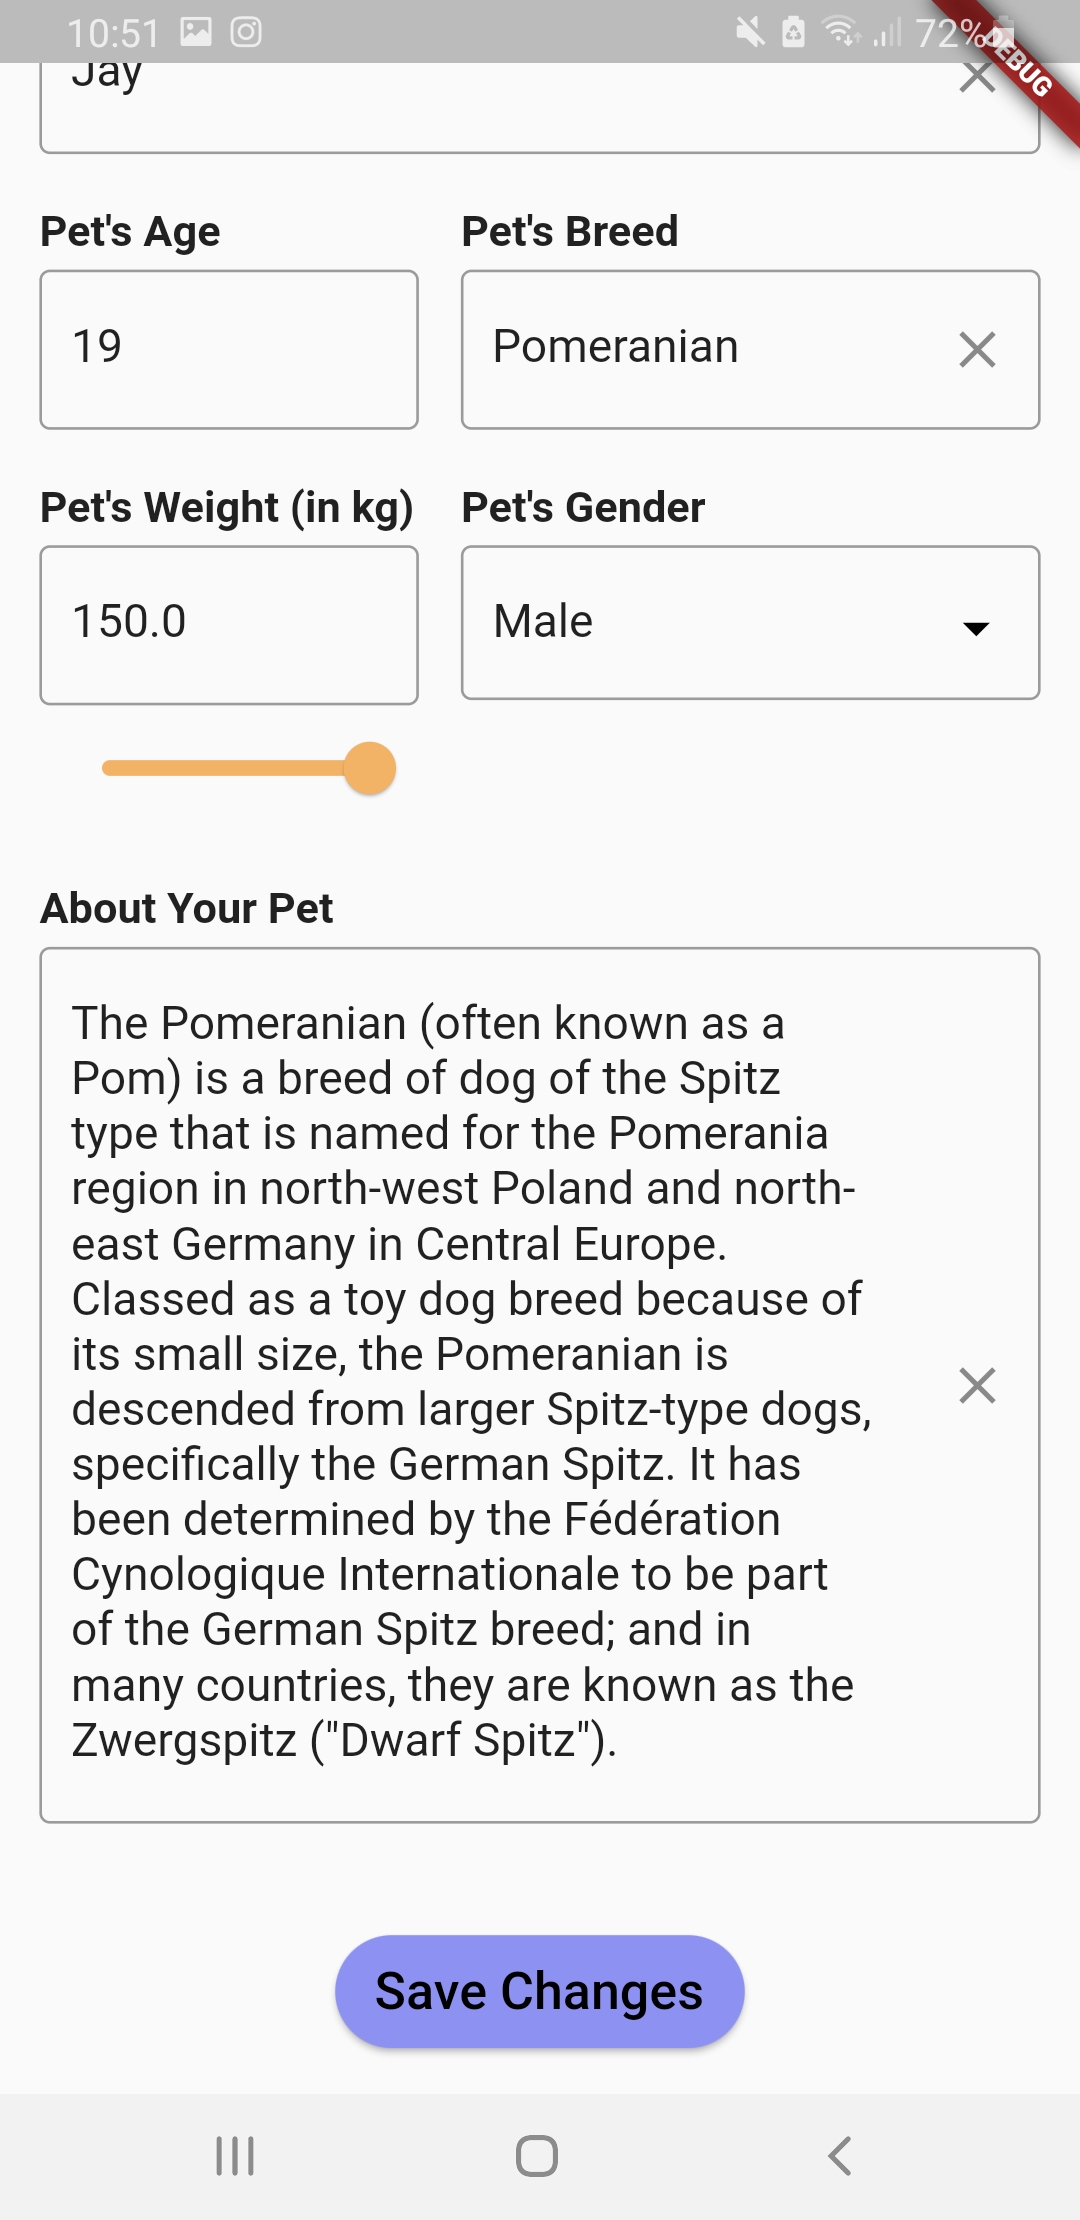 10:51 72%
DEBUG
Jay
Pet's Age Pet's Breed
19 Pomeranian
Pet's Weight (in kg) Pet's Gender
150.0 Male
About Your Pet
The Pomeranian (often known as a
Pom) is a breed of dog of the Spitz
type that is named for the Pomerania
region in north-west Poland and north-
east Germany in Central Europe.
Classed as a toy dog breed because of
its small size, the Pomeranian is
descended from larger Spitz-type dogs,
specifically the German Spitz. It has
been determined by the Fédération
Cynologique Internationale to be part
of the German Spitz breed; and in
many countries, they are known as the
Zwergspitz ("Dwarf Spitz").
Save Changes